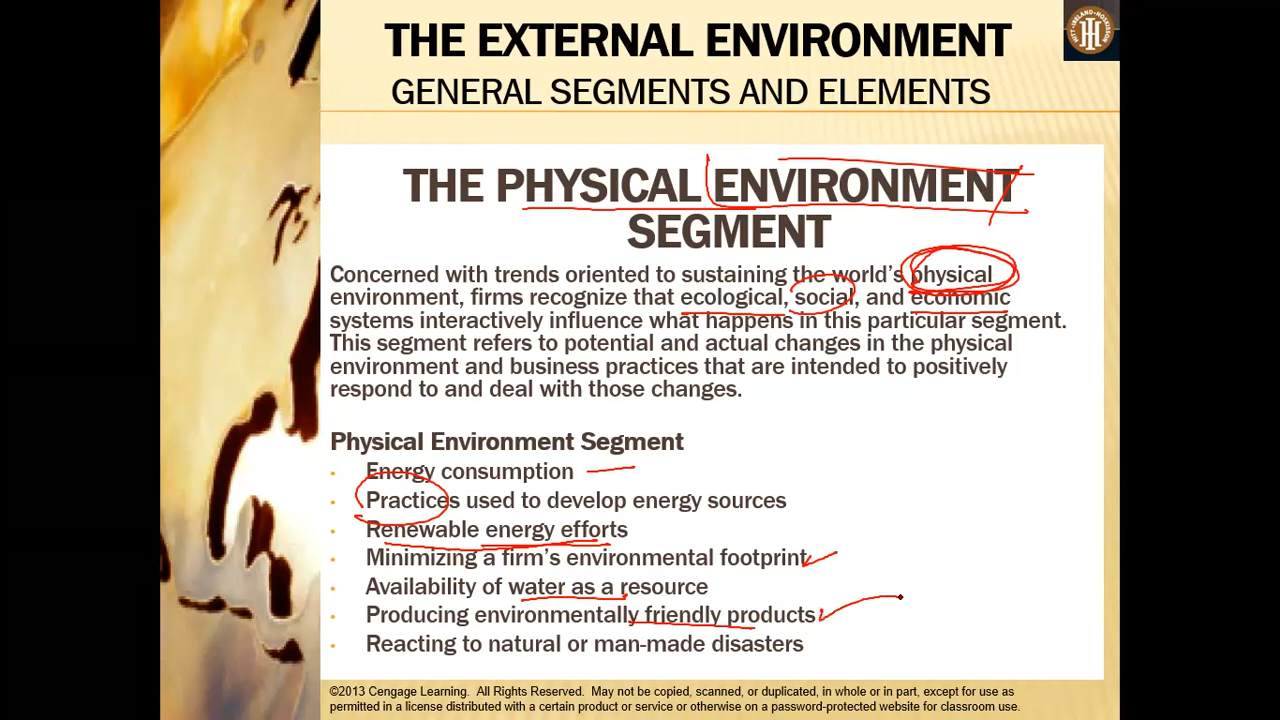 THE EXTERNAL ENVIRONMENT
GENERAL SEGMENTS AND ELEMENTS
HITT·IRELAND·HOSKISSON
THE PHYSICAL ENVIRONMENT
SEGMENT
Concerned with trends oriented to sustaining the world’s physical
environment, firms recognize that ecological, social, and economic
systems interactively influence what happens in this particular segment.
This segment refers to potential and actual changes in the physical
environment and business practices that are intended to positively
respond to and deal with those changes.
Physical Environment Segment
• Energy consumption
• Practices used to develop energy sources
• Renewable energy efforts
• Minimizing a firm’s environmental footprint
• Availability of water as a resource
• Producing environmentally friendly products
• Reacting to natural or man-made disasters
©2013 Cengage Learning. All Rights Reserved. May not be copied, scanned, or duplicated, in whole or in part, except for use as
permitted in a license distributed with a certain product or service or otherwise on a password-protected website for classroom use.